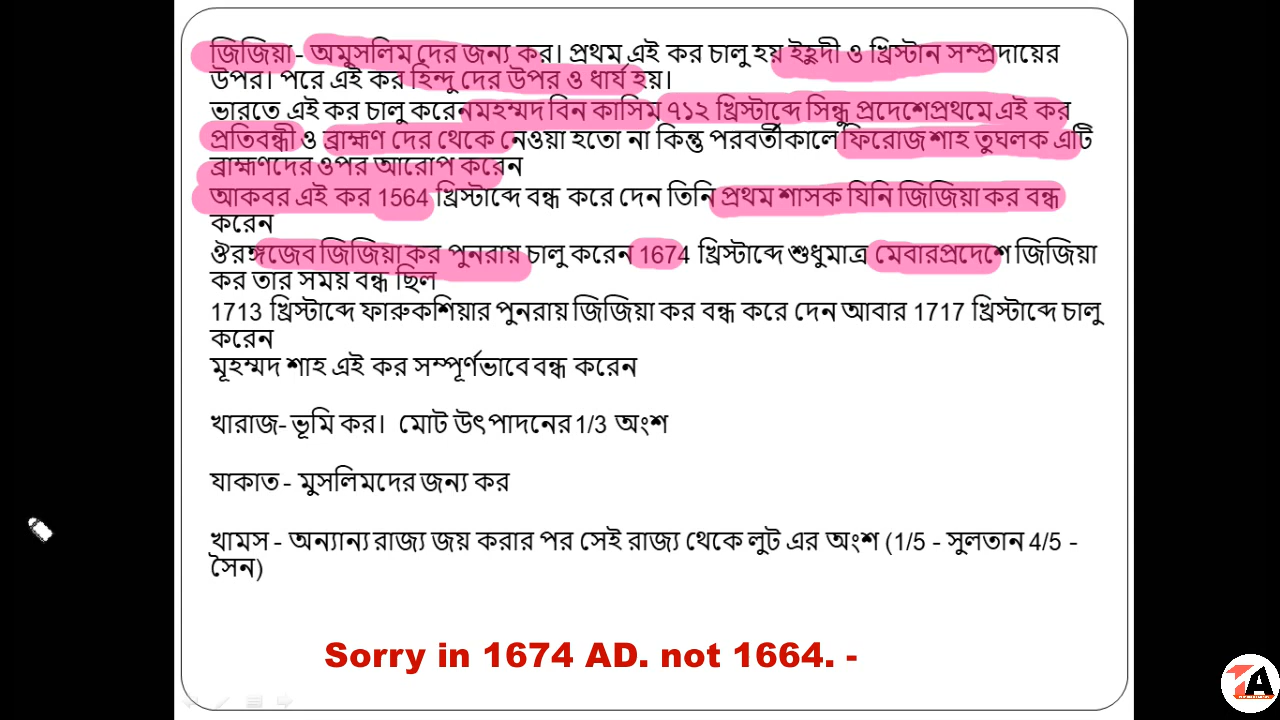 জিজিয়া - অমুসলিম দের জন্য কর। প্রথম এই কর চালু হয় ইহুদী ও খ্রিস্টান সম্প্রদায়ের
উপর। পরে এই কর হিন্দু দের উপর ও ধার্য হয়।
ভারতে এই কর চালু করেনমহম্মদ বিন কাসিম ৭১২ খ্রিস্টাব্দে সিন্ধু প্রদেশেপ্রথমে এই কর
প্রতিবন্ধী ও ব্রাহ্মণ দের থেকে নেওয়া হতো না কিন্তু পরবর্তীকালে ফিরোজ শাহ তুঘলক এটি
ব্রাহ্মণদের ওপর আরোপ করেন
আকবর এই কর 1564 খ্রিস্টাব্দে বন্ধ করে দেন তিনি প্রথম শাসক যিনি জিজিয়া কর বন্ধ
করেন
ঔরঙ্গজেব জিজিয়া কর পুনরায় চালু করেন 1674 খ্রিস্টাব্দে শুধুমাত্র মেবারপ্রদেশে জিজিয়া
কর তার সময় বন্ধ ছিল
1713 খ্রিস্টাব্দে ফারুকশিয়ার পুনরায় জিজিয়া কর বন্ধ করে দেন আবার 1717 খ্রিস্টাব্দে চালু
করেন
মূহম্মদ শাহ এই কর সম্পূর্ণভাবে বন্ধ করেন
খারাজ- ভূমি কর। মোট উৎপাদনের 1/3 অংশ
যাকাত - মুসলিমদের জন্য কর
খামস - অন্যান্য রাজ্য জয় করার পর সেই রাজ্য থেকে লুট এর অংশ (1/5 - সুলতান 4/5 -
সৈন)
Sorry in 1674 AD. not 1664. -